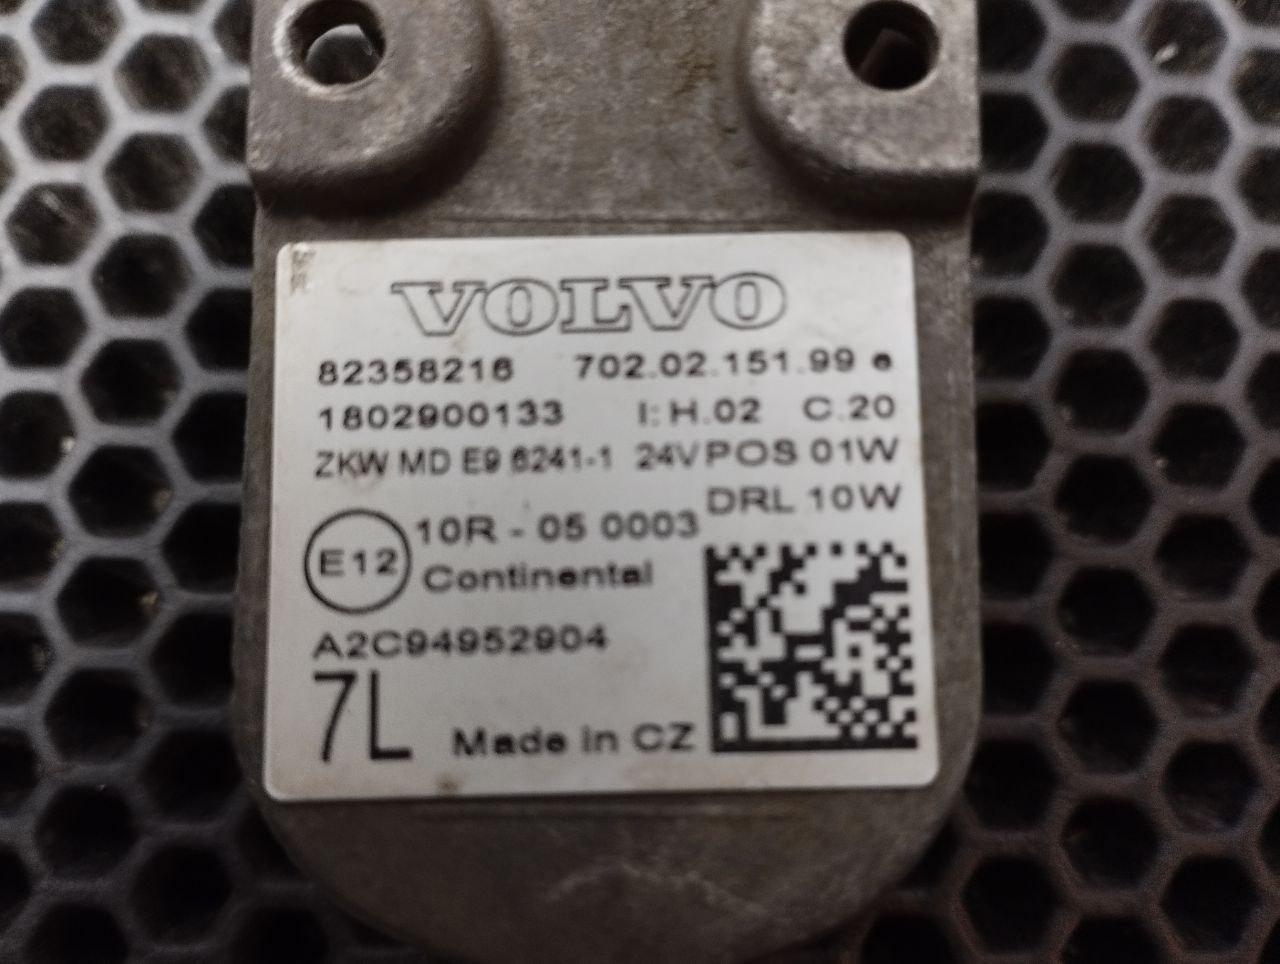 VOLVO
82358216 702.02.151.99 e
1802900133 I: H.02 C.20
ZKW MD E9 6241-1 24V POS 01W
DRL 10W
10R - 05 0003
E12
Continental
A2C94952904
7L
Made in CZ